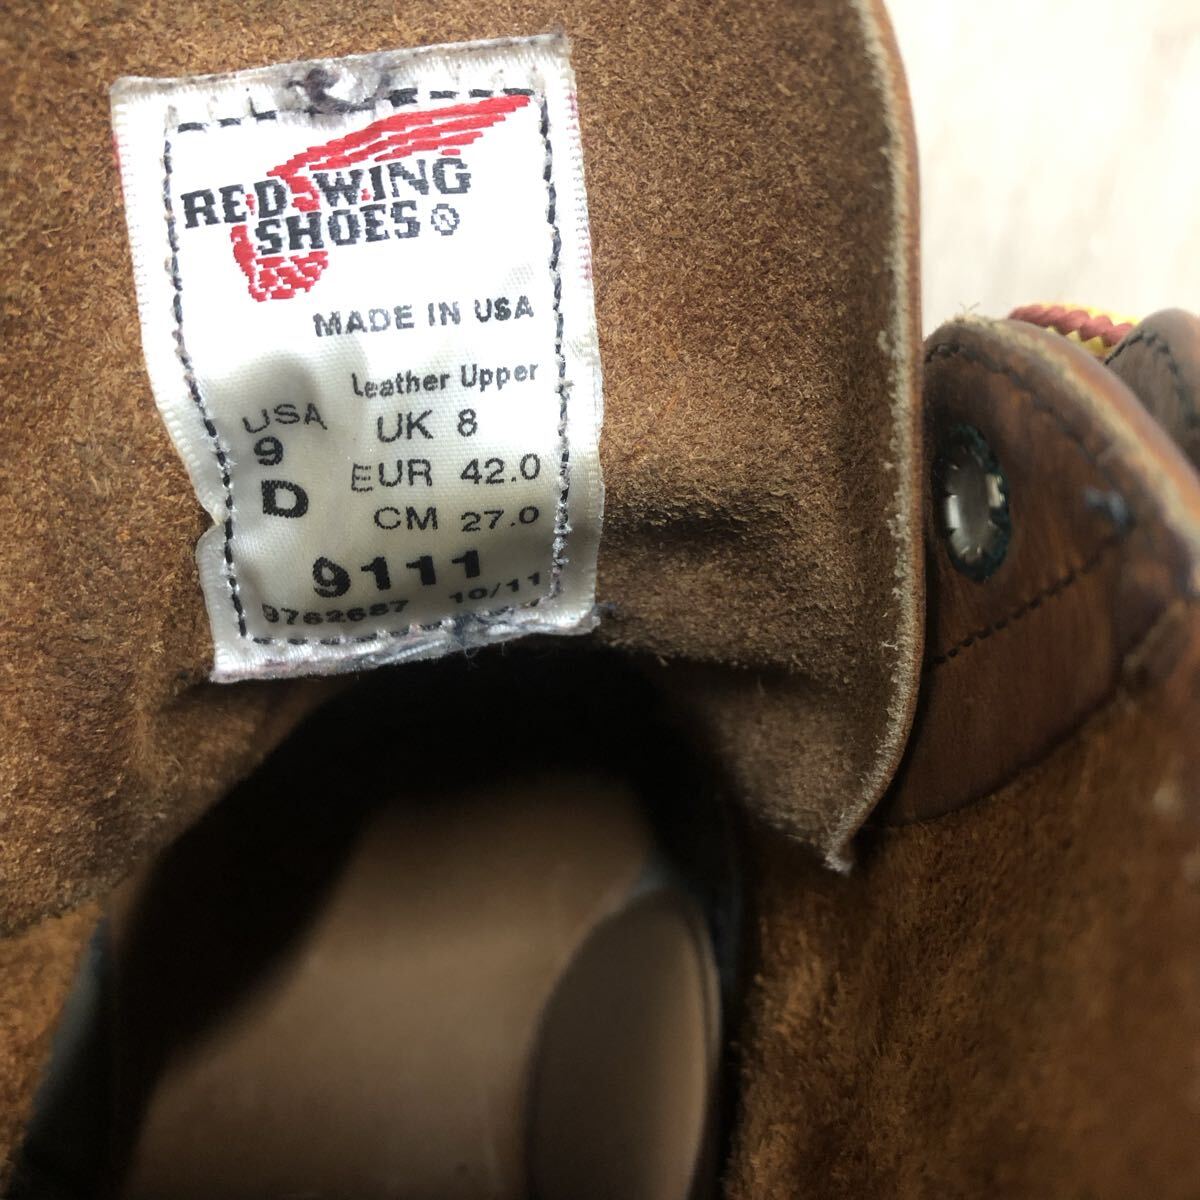 RED WING
SHOES®
MADE IN USA
Leather Upper
USA
9
D
UK 8
EUR 42.0
CM 27.0
9111
9762687 10/11